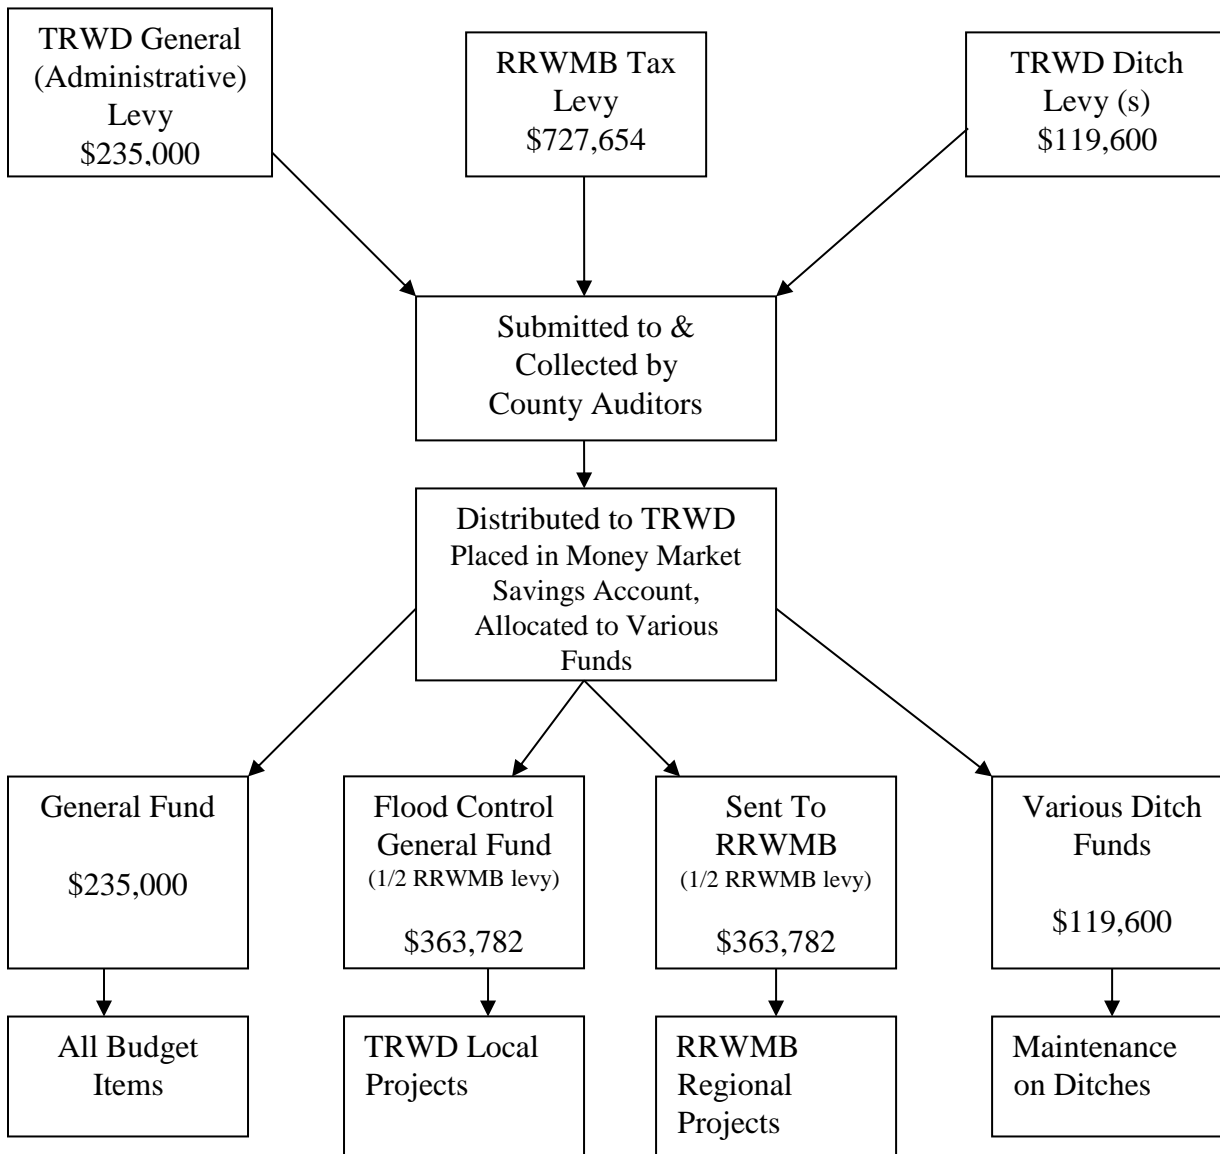 TRWD General
(Administrative)
Levy
$235,000
RRWMB Tax
Levy
$727,654
TRWD Ditch
Levy (s)
$119,600
Submitted to &
Collected by
County Auditors
Distributed to TRWD
Placed in Money Market
Savings Account,
Allocated to Various
Funds
General Fund
$235,000
Flood Control
General Fund
(1/2 RRWMB levy)
$363,782
Sent To
RRWMB
(1/2 RRWMB levy)
$363,782
Various Ditch
Funds
$119,600
All Budget
Items
TRWD Local
Projects
RRWMB
Regional
Projects
Maintenance
on Ditches